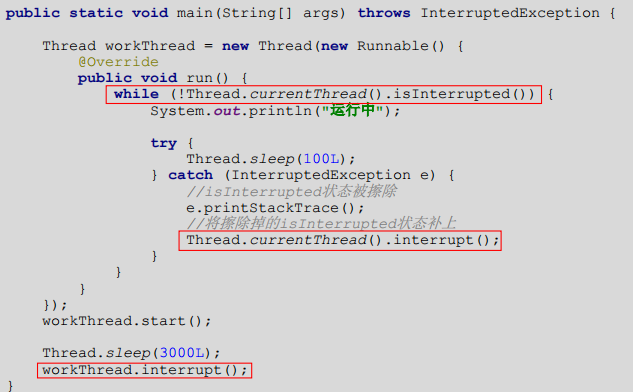 public static void main(String[] args) throws InterruptedException {
Thread workThread = new Thread(new Runnable() {
@Override
public void run() {
while (!Thread.currentThread().isInterrupted()) {
System.out.println("运行中");
try {
Thread.sleep(100L);
} catch (InterruptedException e) {
//isInterrupted状态被擦除
e.printStackTrace();
//将擦除掉的isInterrupted状态补上
Thread.currentThread().interrupt();
}
}
}
});
workThread.start();
Thread.sleep(3000L);
workThread.interrupt();
}